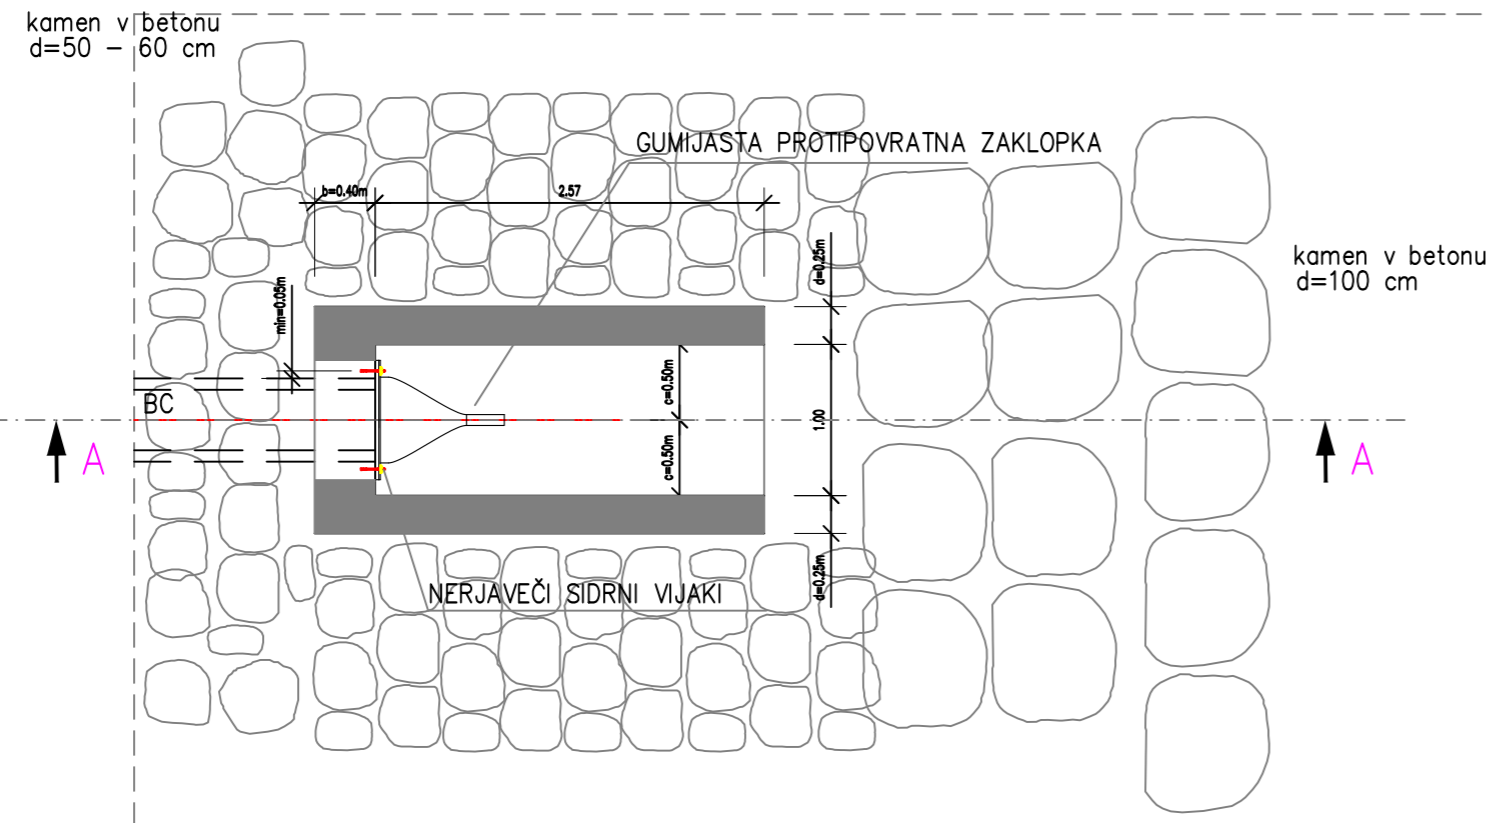 kamen v betonu
d=50 – 60 cm
GUMIJASTA PROTIPOVRATNA ZAKLOPKA
b=0.40m
2.57
d=0.25m
kamen v betonu
d=100 cm
min=0.05m
BC
c=0.50m
1.00
c=0.50m
A
A
d=0.25m
NERJAVEČI SIDRNI VIJAKI